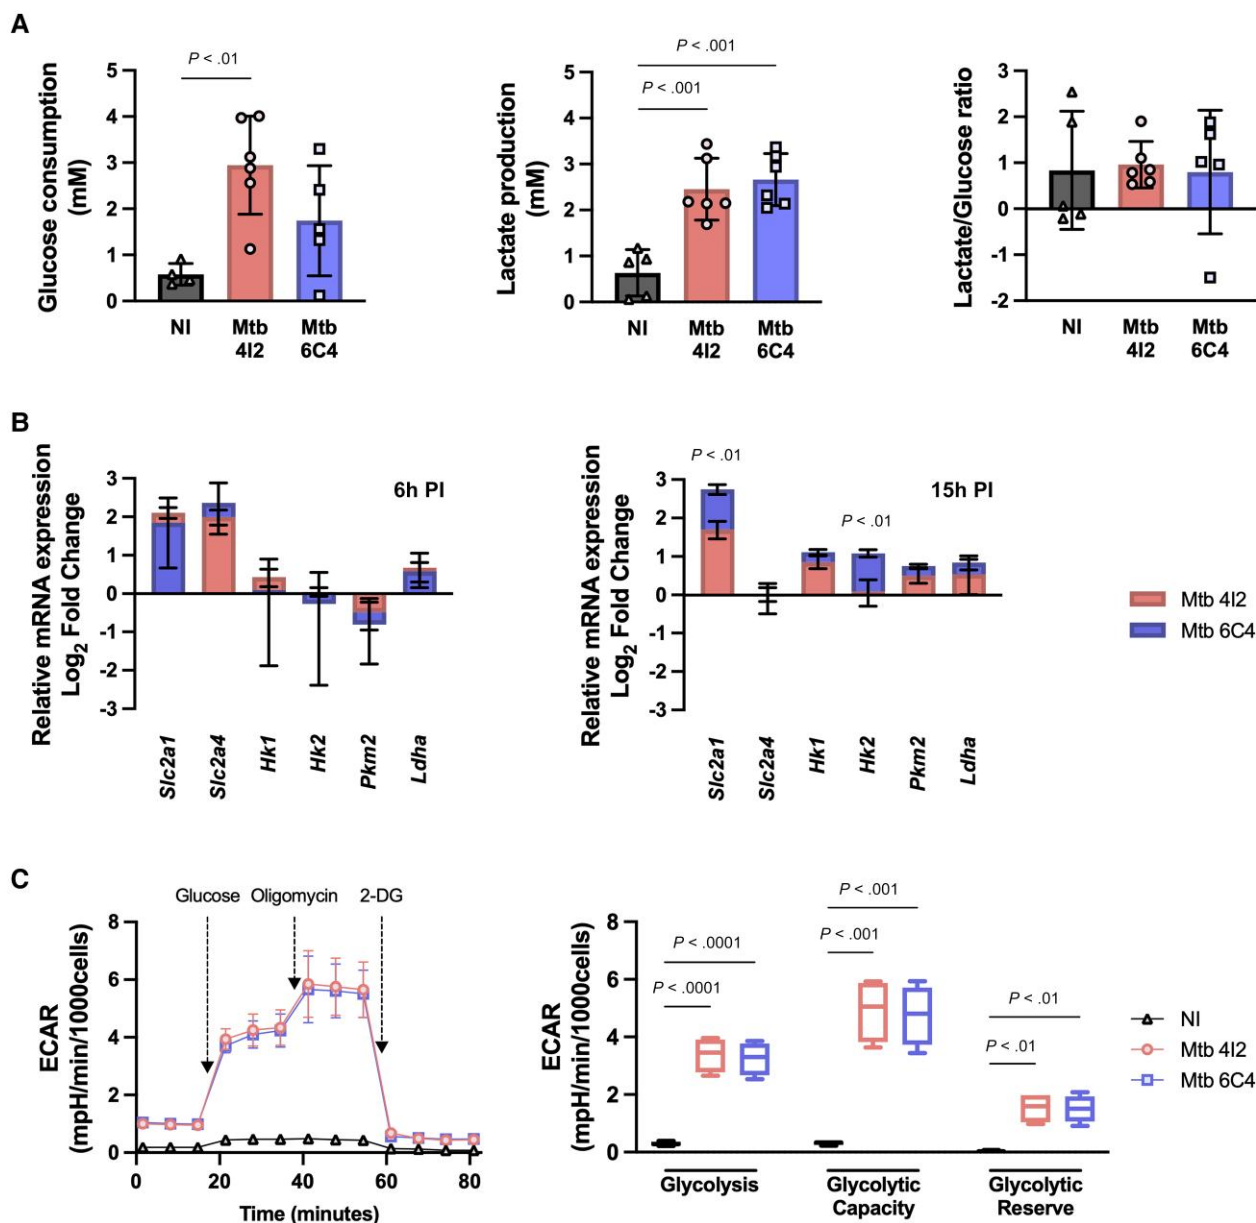 A
Glucose consumption
(mM)
5
4
3
2
1
0
P < .01
NI
Mtb
4I2
Mtb
6C4
Lactate production
(mM)
5
4
3
2
1
0
P < .001
P < .001
NI
Mtb
4I2
Mtb
6C4
Lactate/Glucose ratio
3
2
1
0
-1
-2
NI
Mtb
4I2
Mtb
6C4
B
Relative mRNA expression
Log2 Fold Change
3
2
1
0
-1
-2
-3
6h PI
Slc2a1
Slc2a4
Hk1
Hk2
Pkm2
Ldha
Relative mRNA expression
Log2 Fold Change
3
2
1
0
-1
-2
-3
P < .01
P < .01
15h PI
Slc2a1
Slc2a4
Hk1
Hk2
Pkm2
Ldha
Mtb 4I2
Mtb 6C4
C
ECAR
(mpH/min/1000cells)
8
6
4
2
0
Glucose
Oligomycin
2-DG
0
20
40
60
80
Time (minutes)
ECAR
(mpH/min/1000cells)
8
6
4
2
0
P < .0001
P < .0001
P < .001
P < .001
P < .01
P < .01
Glycolysis
Glycolytic
Capacity
Glycolytic
Reserve
NI
Mtb 4I2
Mtb 6C4